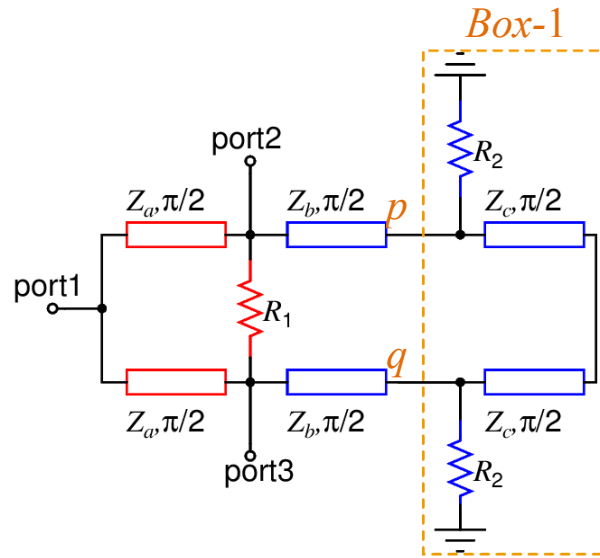 Box-1
port2
R2
Za,π/2
Zb,π/2
p
Zc,π/2
port1
R1
q
Za,π/2
Zb,π/2
Zc,π/2
port3
R2